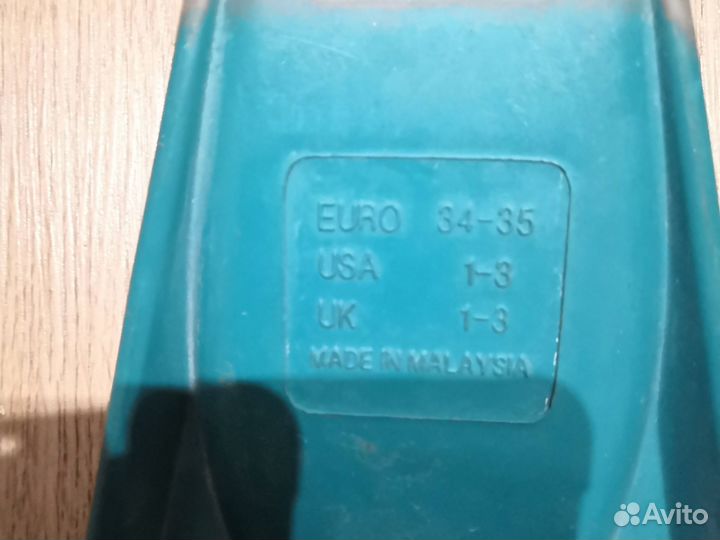 EURO 34-35
USA 1-3
UK 1-3
MADE IN MALAYSIA
Avito